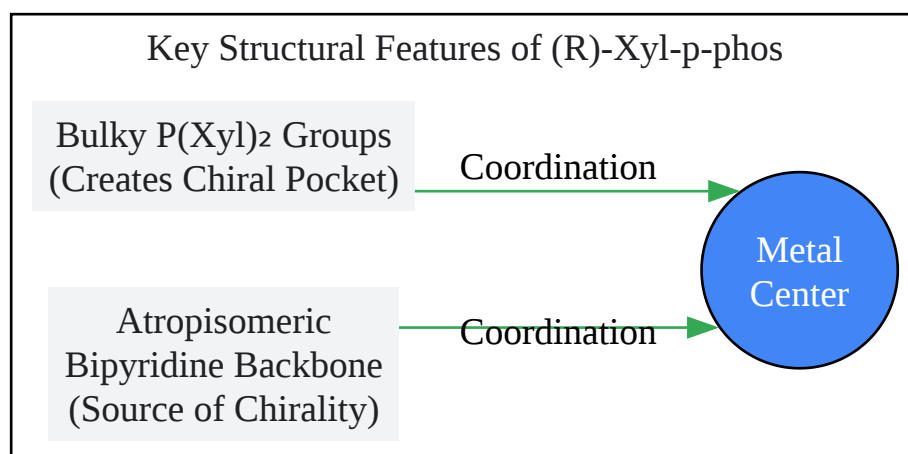 Key Structural Features of (R)-Xyl-p-phos
Bulky P(Xyl)₂ Groups
(Creates Chiral Pocket)
Coordination
Metal
Center
Atropisomeric
Bipyridine Backbone
(Source of Chirality)
Coordination